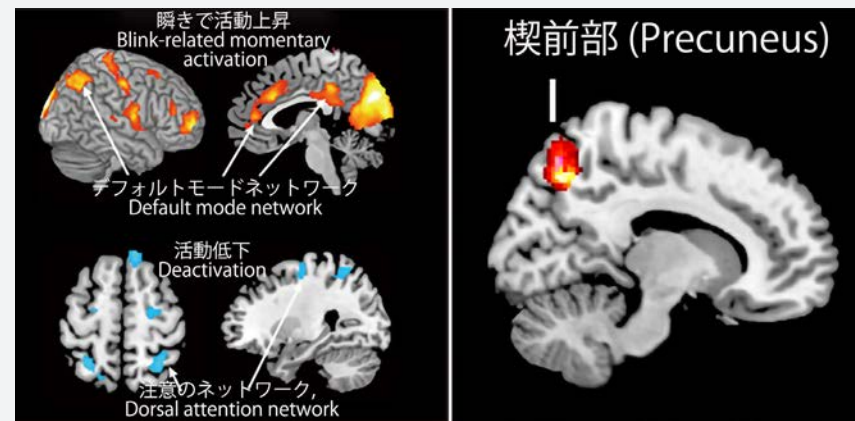 瞬きで活動上昇
Blink-related momentary
activation
デフォルトモードネットワーク
Default mode network
活動低下
Deactivation
注意のネットワーク,
Dorsal attention network
楔前部 (Precuneus)